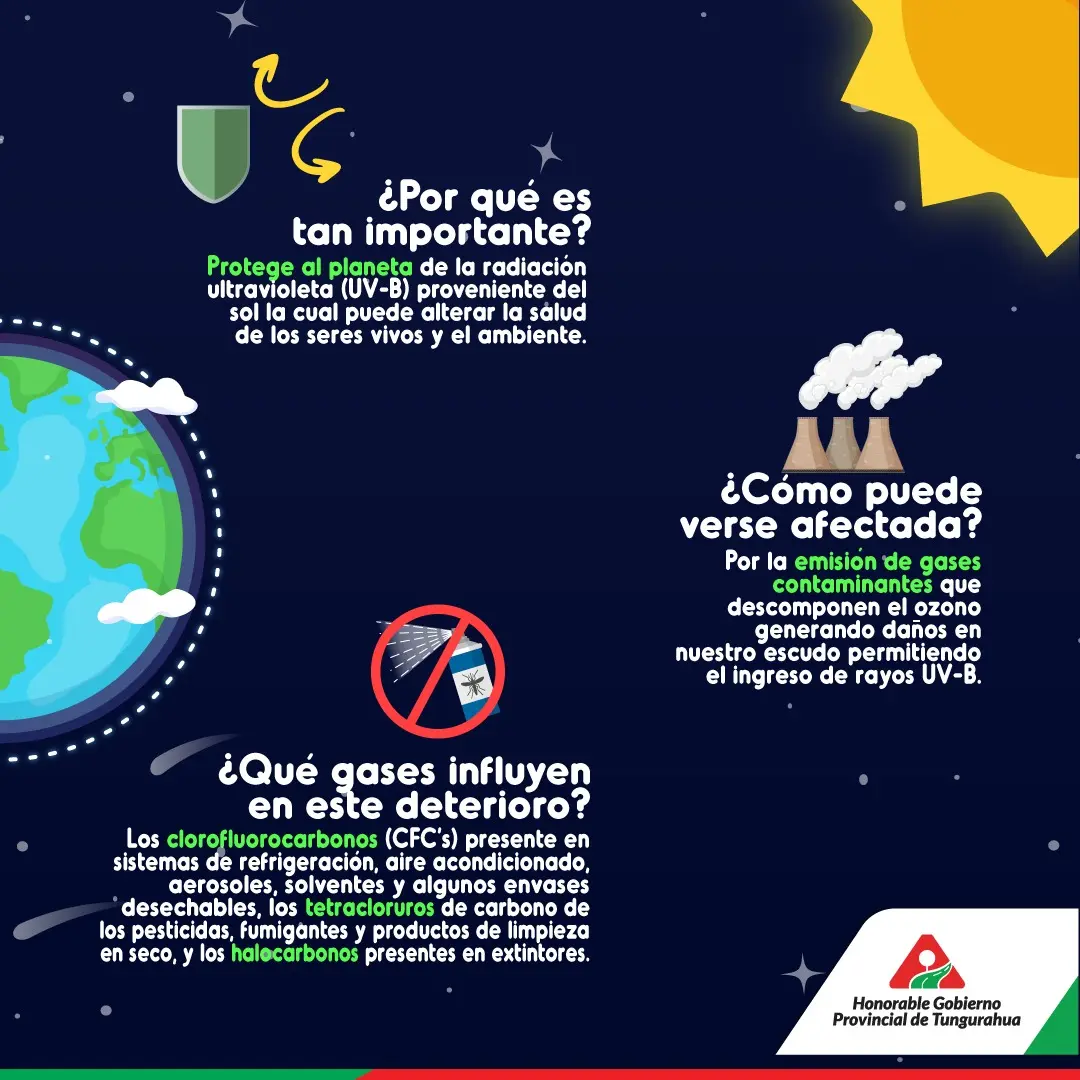 ¿Por qué es
tan importante?
Protege al planeta de la radiación
ultravioleta (UV-B) proveniente del
sol la cual puede alterar la salud
de los seres vivos y el ambiente.
¿Cómo puede
verse afectada?
Por la emisión de gases
contaminantes que
descomponen el ozono
generando daños en
nuestro escudo permitiendo
el ingreso de rayos UV-B.
¿Qué gases influyen
en este deterioro?
Los clorofluorocarbonos (CFC's) presente en
sistemas de refrigeración, aire acondicionado,
aerosoles, solventes y algunos envases
desechables, los tetracloruros de carbono de
los pesticidas, fumigantes y productos de limpieza
en seco, y los halocarbonos presentes en extintores.
Honorable Gobierno
Provincial de Tungurahua